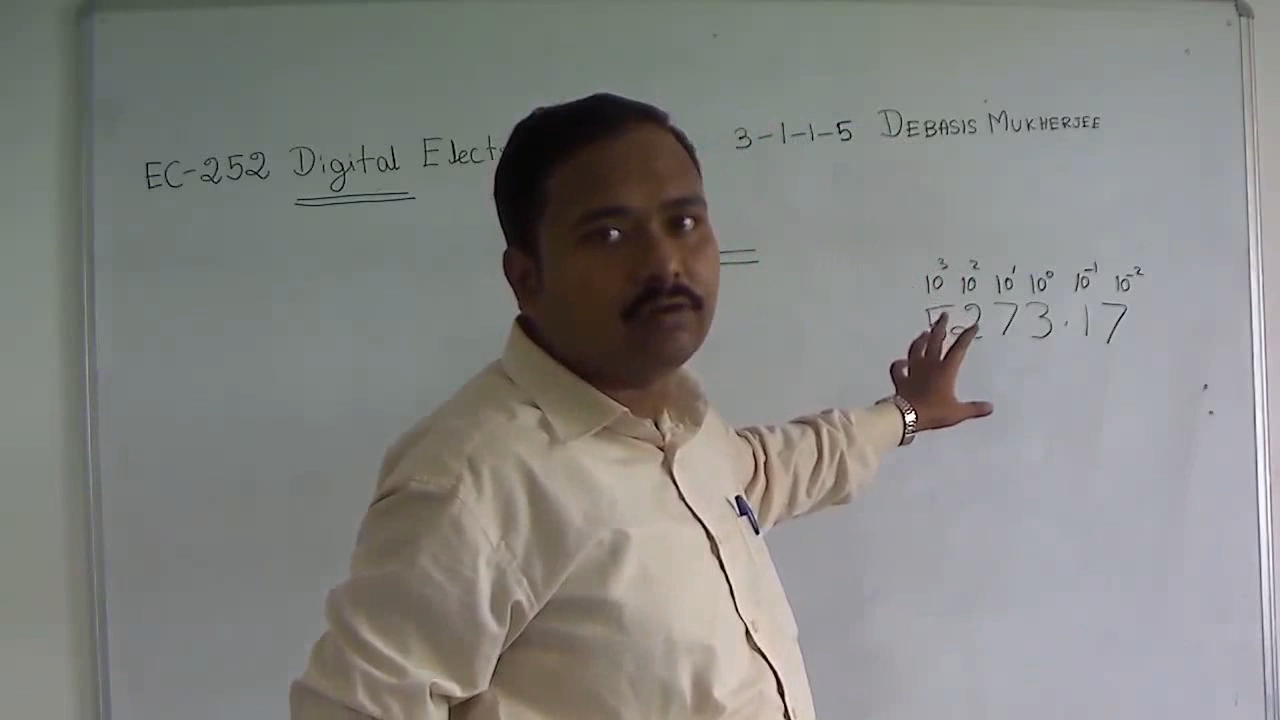 EC-252 Digital 3-1-1-5 DEBASIS MUKHERJEE
10³ 10² 10¹ 10⁰ 10⁻¹ 10⁻²
5273.17